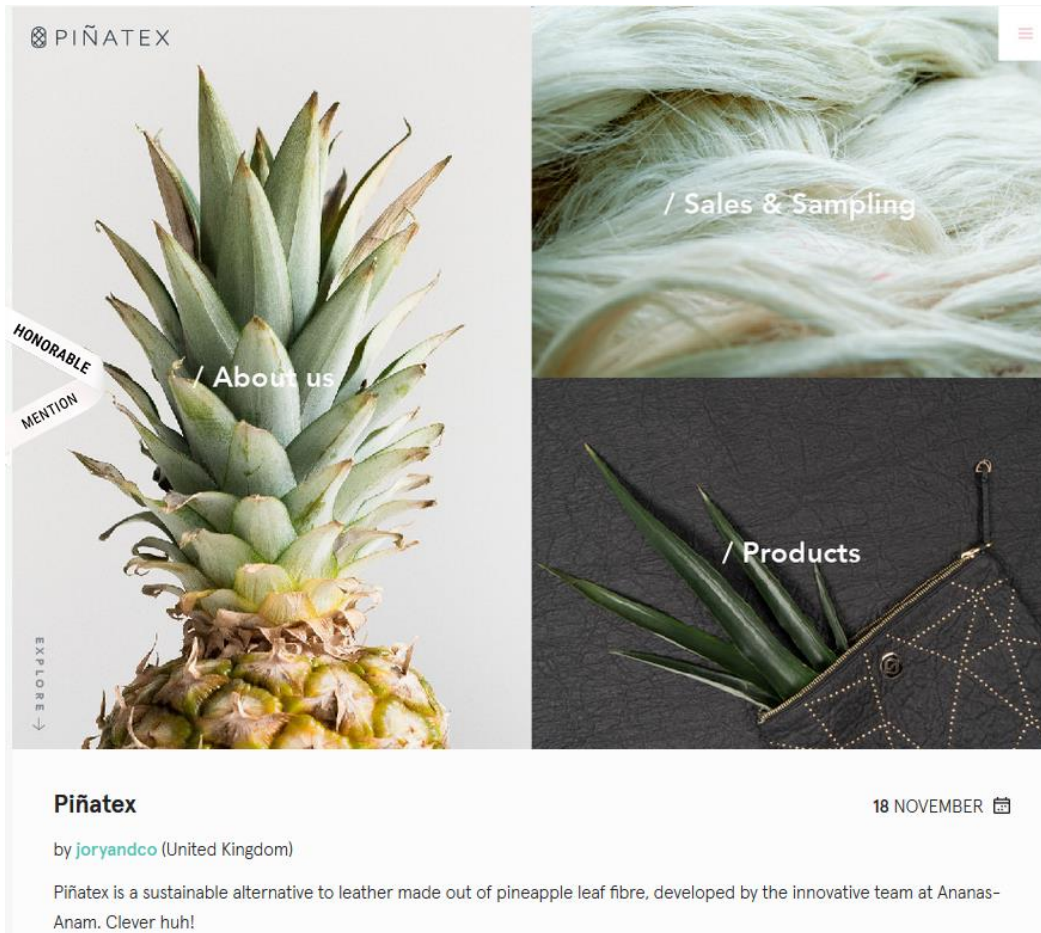 PIÑATEX
/ Sales & Sampling
HONORABLE
MENTION
/ About us
/ Products
EXPLORE
Piñatex
18 NOVEMBER
by joryandco (United Kingdom)
Piñatex is a sustainable alternative to leather made out of pineapple leaf fibre, developed by the innovative team at Ananas-
Anam. Clever huh!